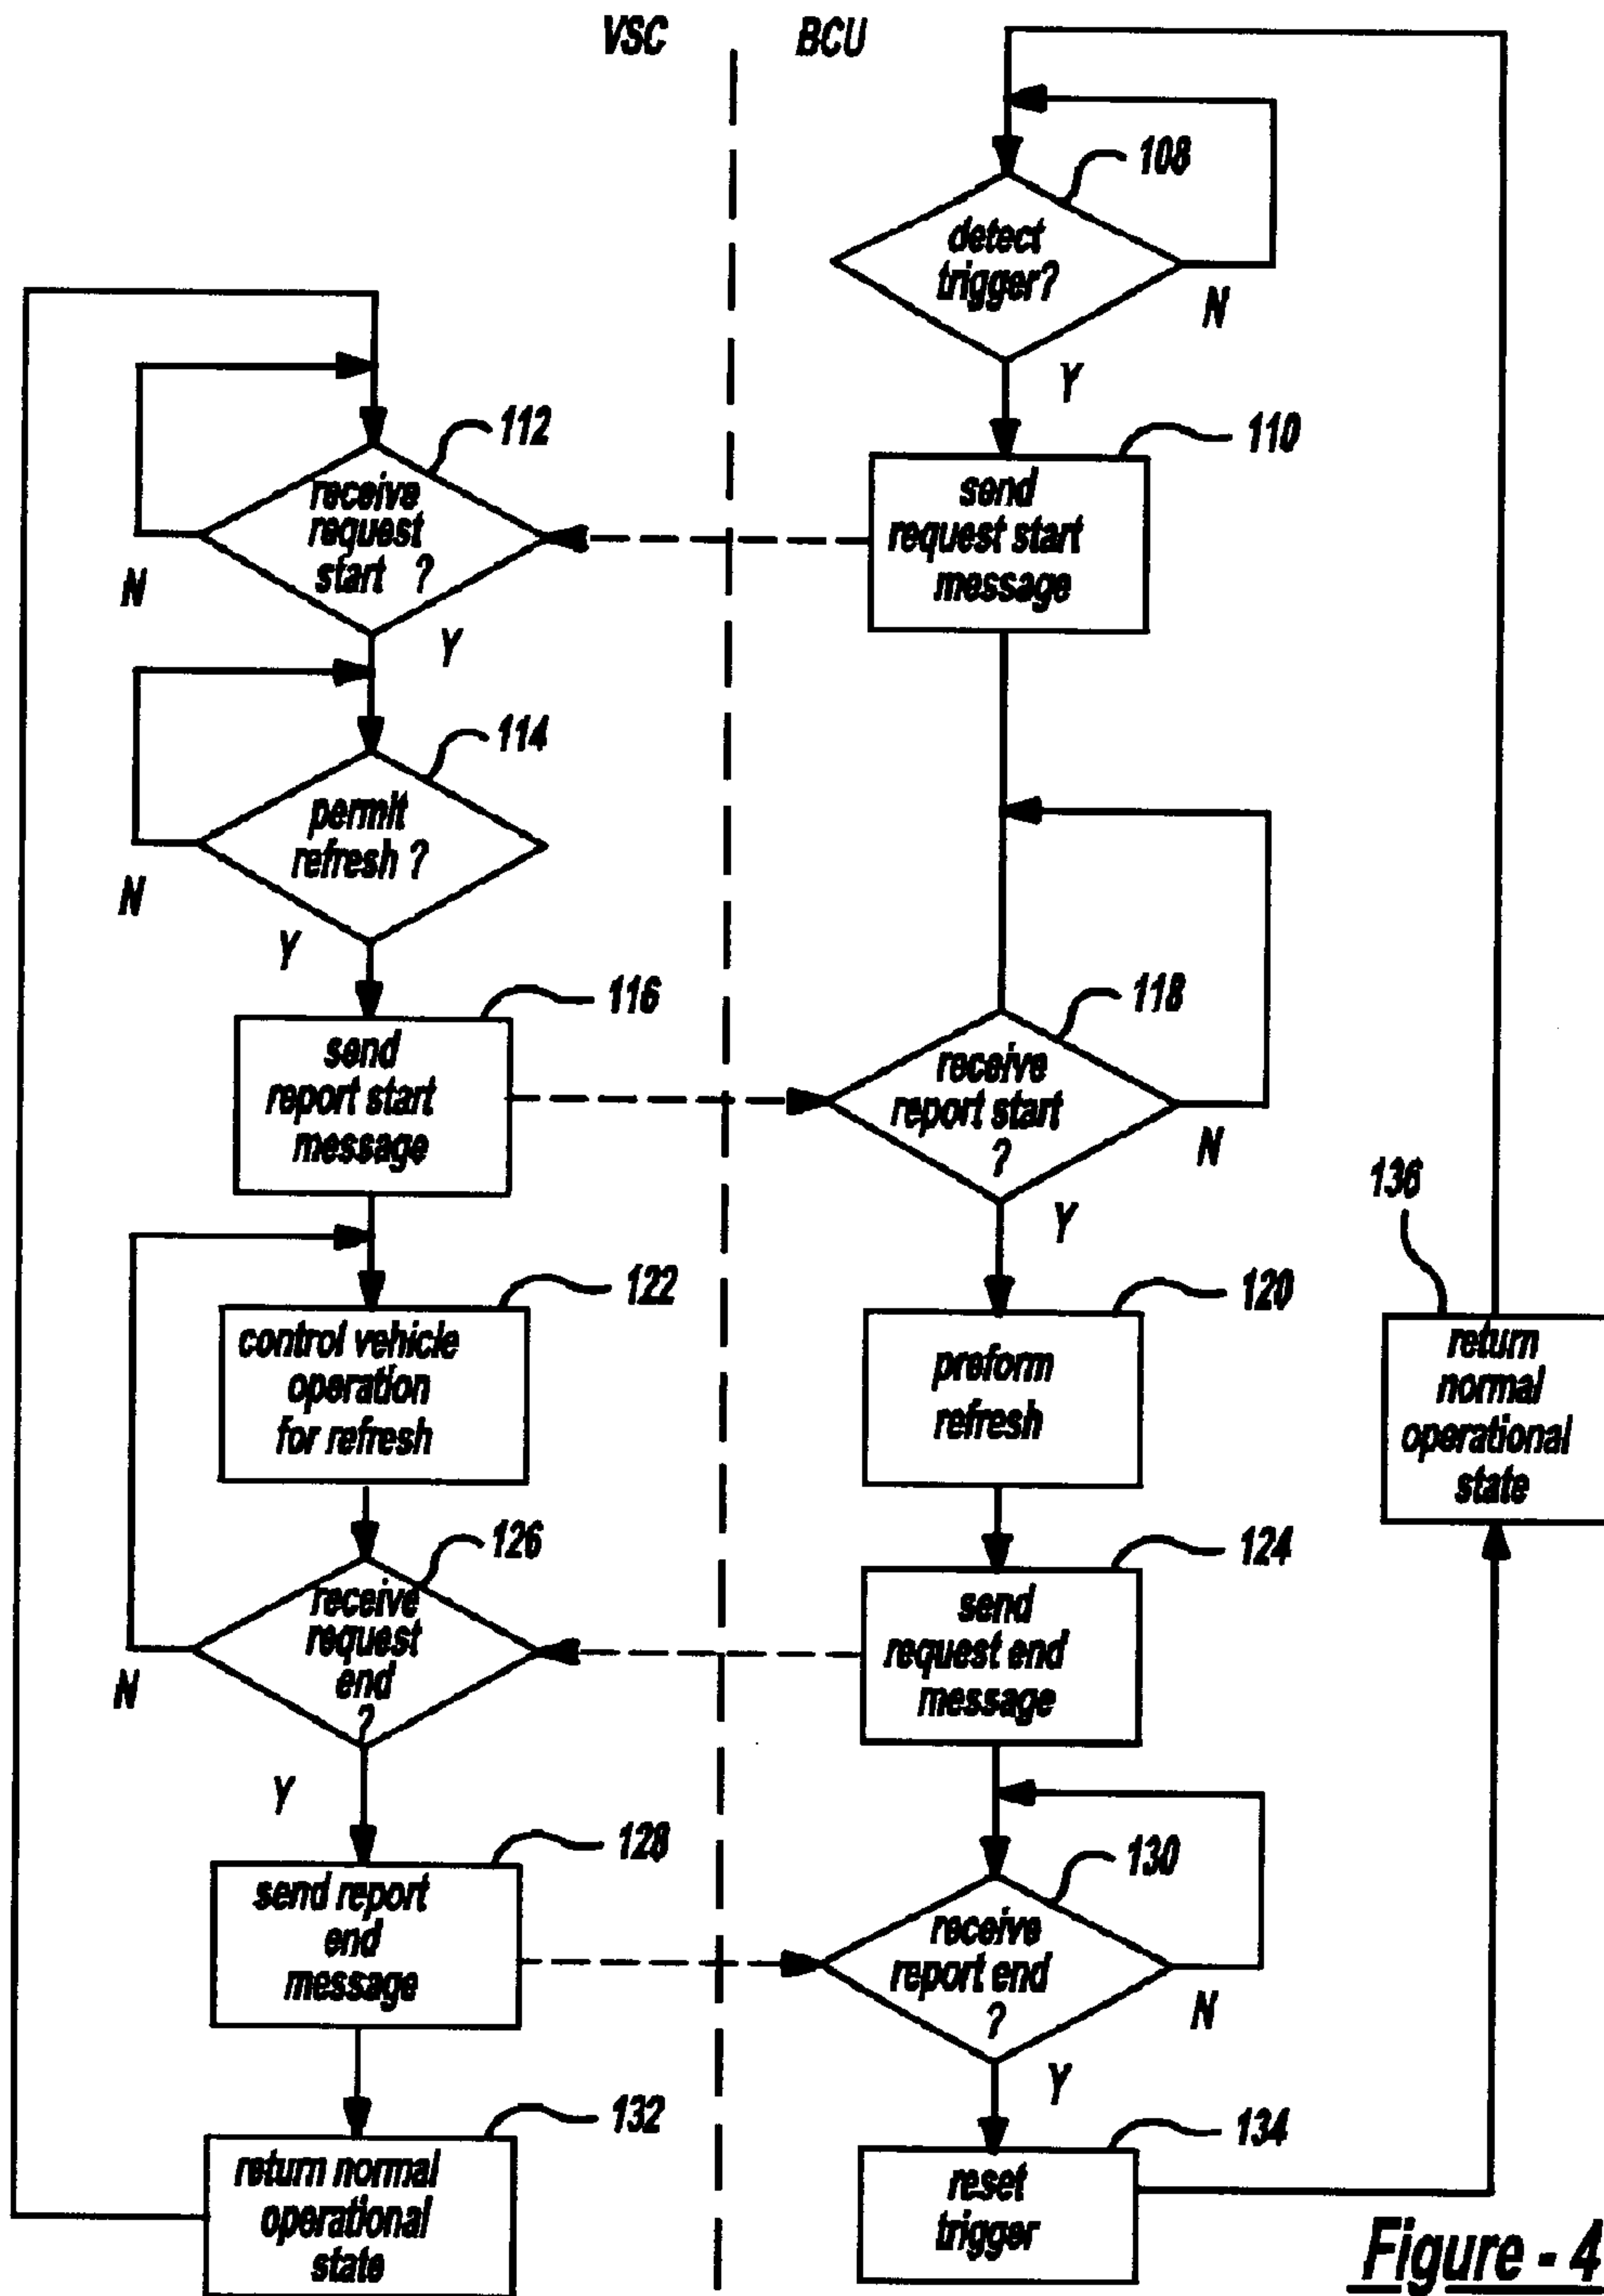 VSC
BCU
108
detect
trigger?
N
Y
110
send
request start
message
112
receive
request
start ?
N
Y
114
permit
refresh ?
N
Y
116
send
report start
message
118
receive
report start
?
N
Y
122
control vehicle
operation
for refresh
120
preform
refresh
136
return
normal
operational
state
126
receive
request
end
?
N
Y
124
send
request end
message
128
send report
end
message
130
receive
report end
?
N
Y
132
return normal
operational
state
134
reset
trigger
Figure - 4